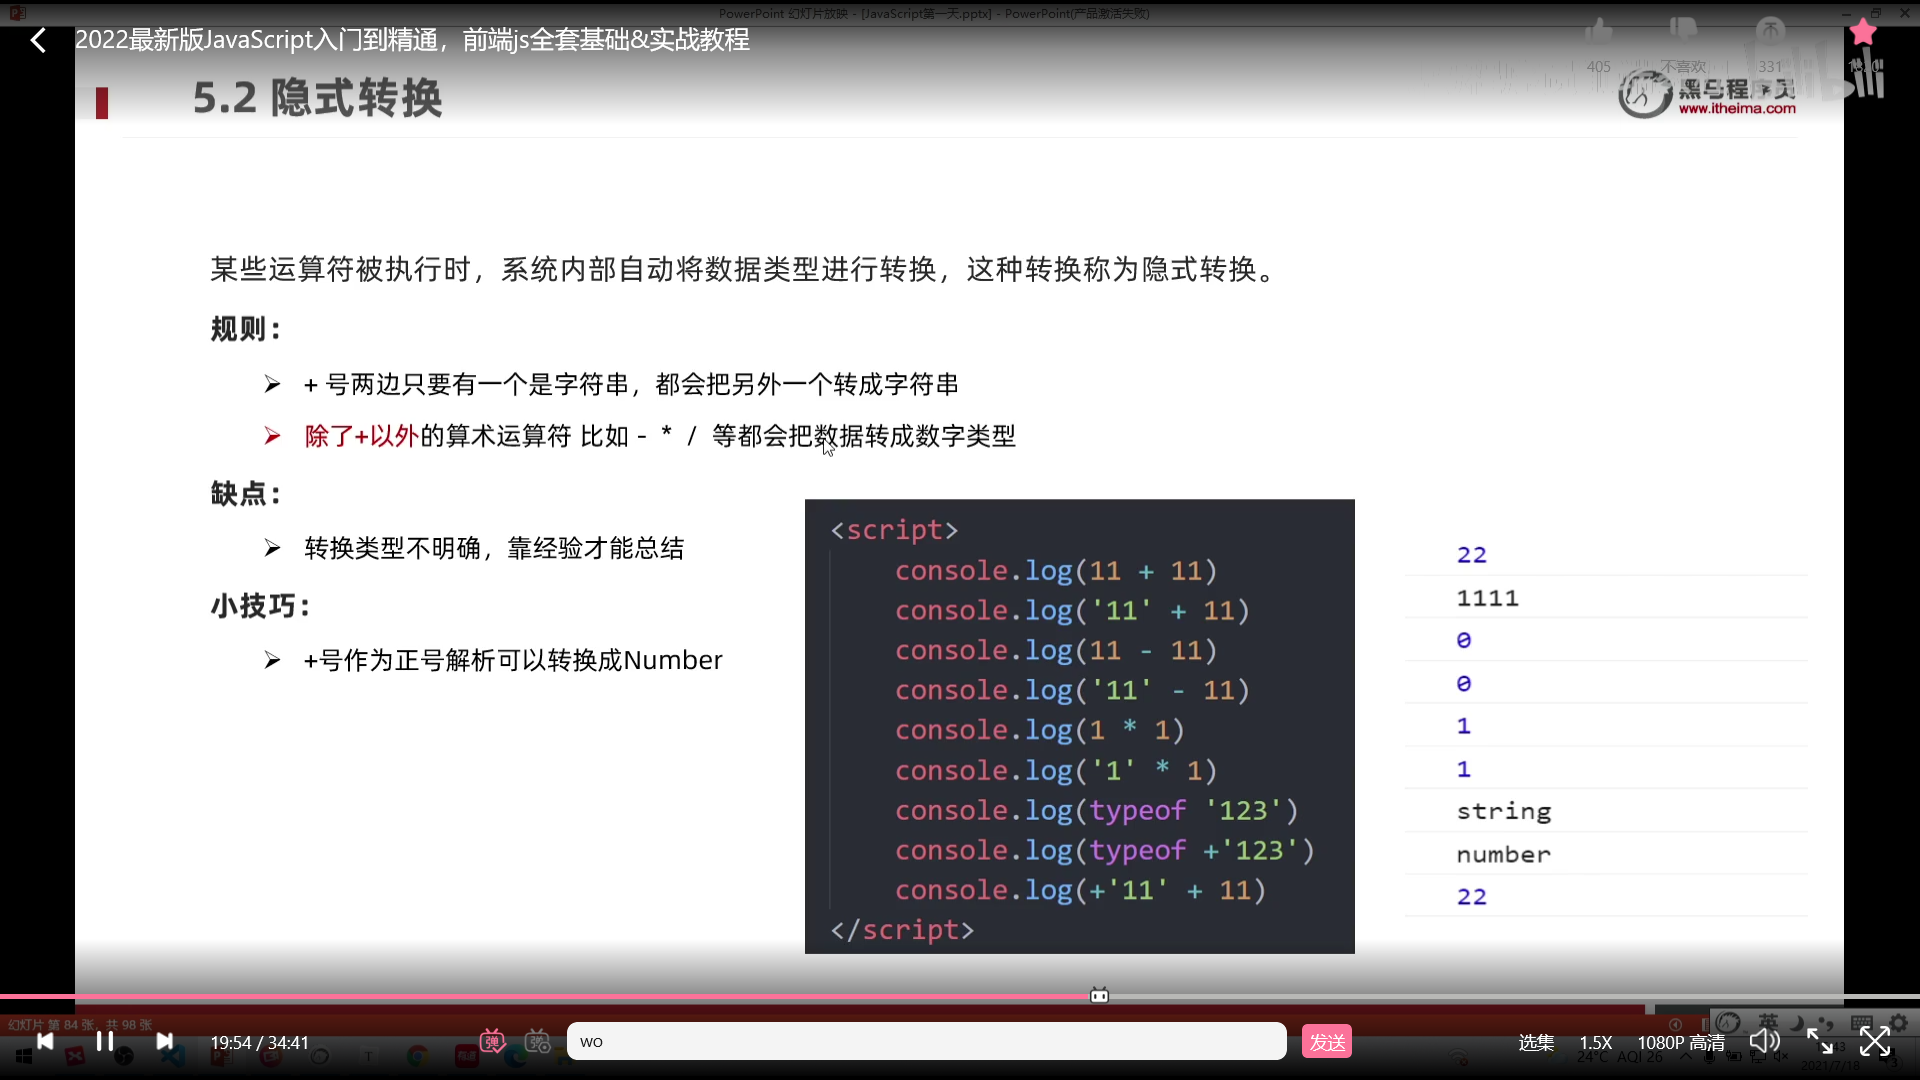 PowerPoint 幻灯片放映 - [JavaScript第一天.pptx] - PowerPoint(产品激活失败)
2022最新版JavaScript入门到精通，前端js全套基础&实战教程
405 不喜欢 331
5.2 隐式转换
黑马程序员
www.itheima.com
bilibili
某些运算符被执行时，系统内部自动将数据类型进行转换，这种转换称为隐式转换。
规则：
+ 号两边只要有一个是字符串，都会把另外一个转成字符串
除了+以外的算术运算符 比如 - * / 等都会把数据转成数字类型
缺点：
转换类型不明确，靠经验才能总结
小技巧：
+号作为正号解析可以转换成Number
<script>
console.log(11 + 11)
console.log('11' + 11)
console.log(11 - 11)
console.log('11' - 11)
console.log(1 * 1)
console.log('1' * 1)
console.log(typeof '123')
console.log(typeof +'123')
console.log(+'11' + 11)
</script>
22
1111
0
0
1
1
string
number
22
幻灯片 第 84 张，共 98 张
英
19:54 / 34:41
弹
wo
发送
选集
1.5X
1080P 高清
24°C AQI 26
2021/7/18